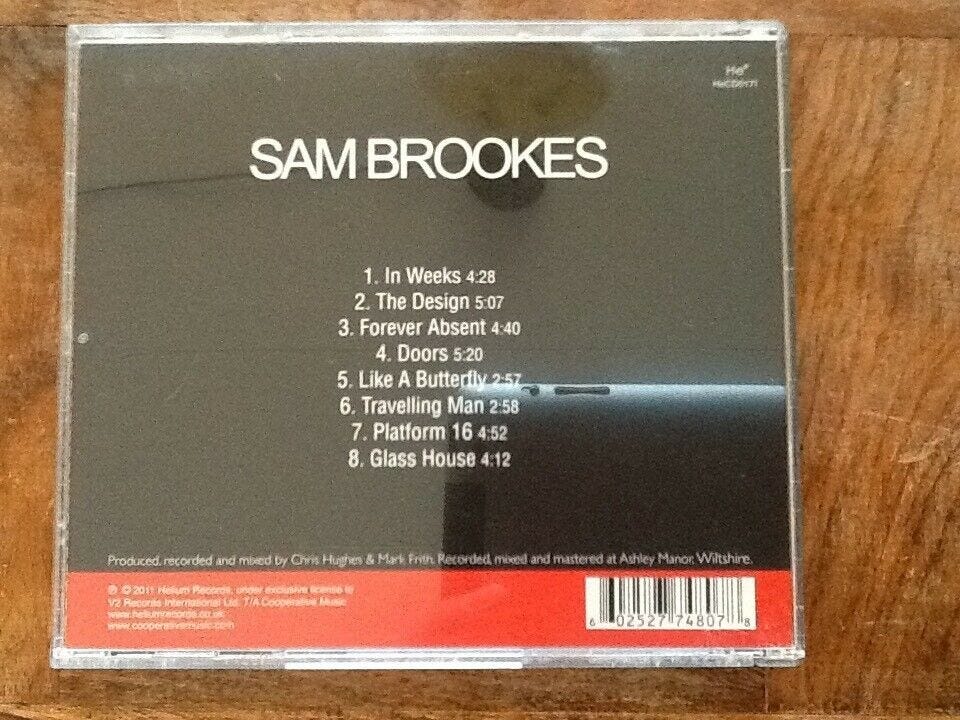 He
SAM BROOKES
1. In Weeks 4:28
2. The Design 5:07
3. Forever Absent 4:40
4. Doors 5:20
5. Like A Butterfly 2:57
6. Travelling Man 2:58
7. Platform 16 4:52
8. Glass House 4:12
Produced, recorded and mixed by Chris Hughes & Mark Frith. Recorded, mixed and mastered at Ashley Manor, Wiltshire.
℗ © 2011 Helium Records, under exclusive license to
V2 Records International Ltd. T/A Cooperative Music
www.heliumrecords.co.uk
www.cooperativemusic.com
6 02527 74807 8